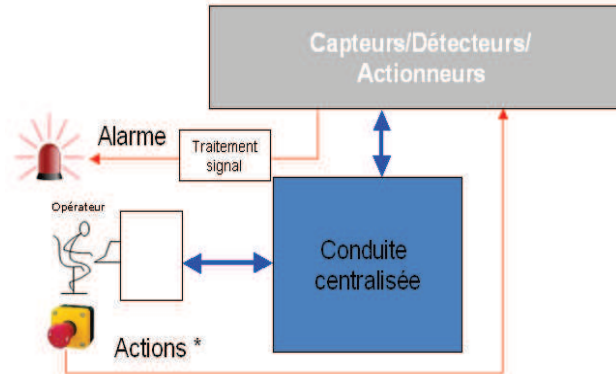 Capteurs/Détecteurs/
Actionneurs
Alarme
Traitement
signal
Opérateur
Conduite
centralisée
Actions *